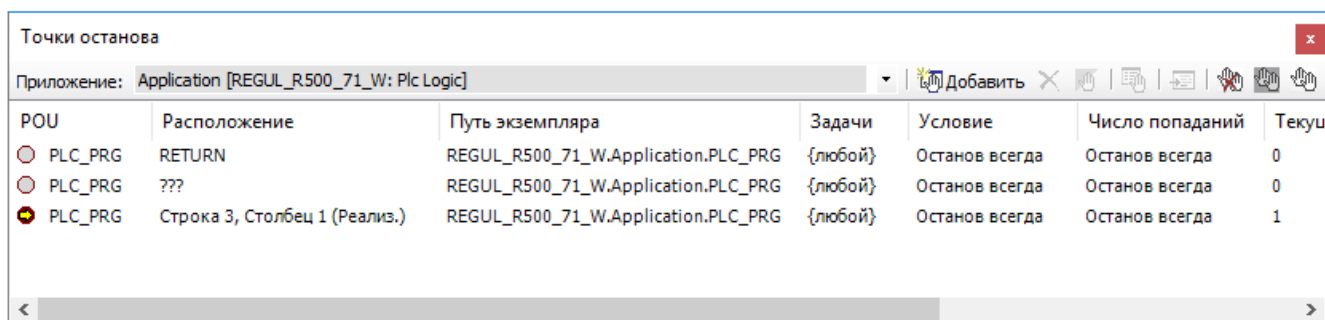 Точки останова
Приложение: Application [REGUL_R500_71_W: Plc Logic] Добавить
POU Расположение Путь экземпляра Задачи Условие Число попаданий Текущ
PLC_PRG RETURN REGUL_R500_71_W.Application.PLC_PRG {любой} Останов всегда Останов всегда 0
PLC_PRG ??? REGUL_R500_71_W.Application.PLC_PRG {любой} Останов всегда Останов всегда 0
PLC_PRG Строка 3, Столбец 1 (Реализ.) REGUL_R500_71_W.Application.PLC_PRG {любой} Останов всегда Останов всегда 1